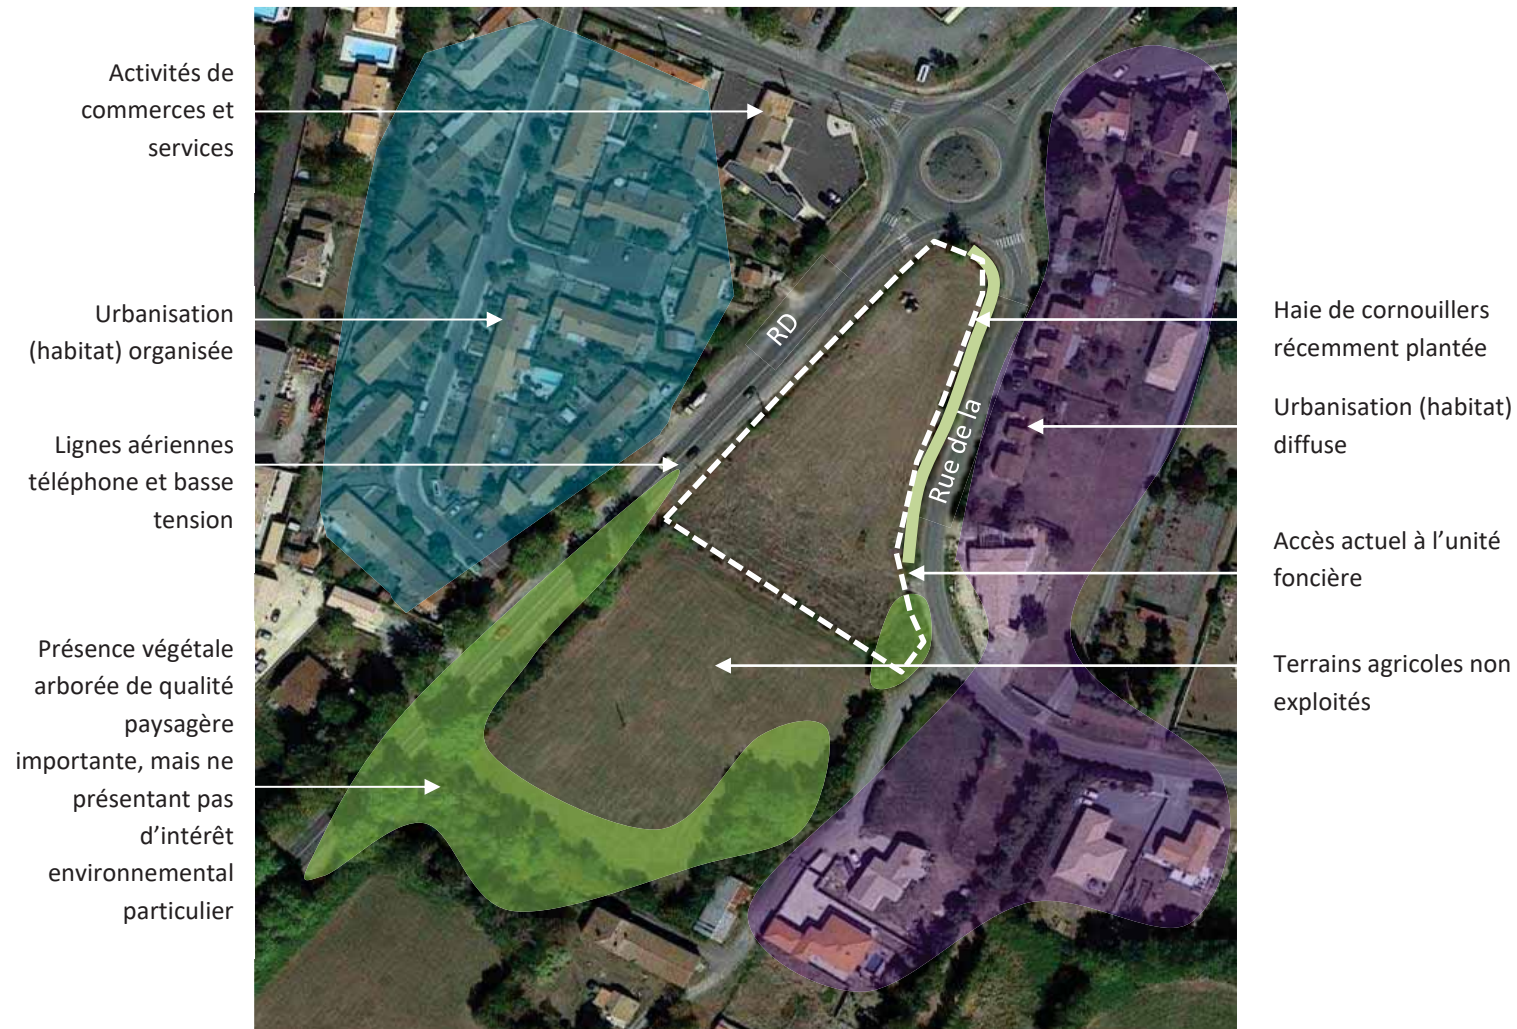 Activités de
commerces et
services
Urbanisation
(habitat) organisée
Lignes aériennes
téléphone et basse
tension
Présence végétale
arborée de qualité
paysagère
importante, mais ne
présentant pas
d’intérêt
environnemental
particulier
RD
Rue de la
Haie de cornouillers
récemment plantée
Urbanisation (habitat)
diffuse
Accès actuel à l’unité
foncière
Terrains agricoles non
exploités